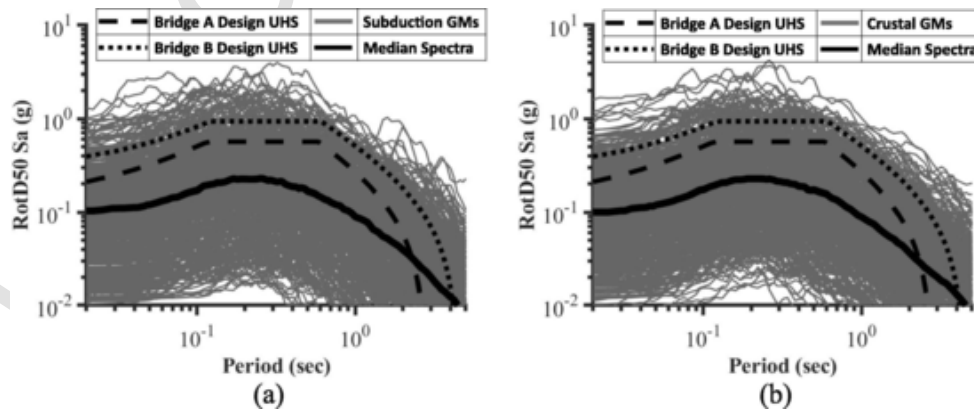 Bridge A Design UHS Subduction GMs
Bridge B Design UHS Median Spectra
10^1
10^0
10^-1
10^-2
RotD50 Sa (g)
10^-1 10^0
Period (sec)
(a)
Bridge A Design UHS Crustal GMs
Bridge B Design UHS Median Spectra
10^1
10^0
10^-1
10^-2
RotD50 Sa (g)
10^-1 10^0
Period (sec)
(b)